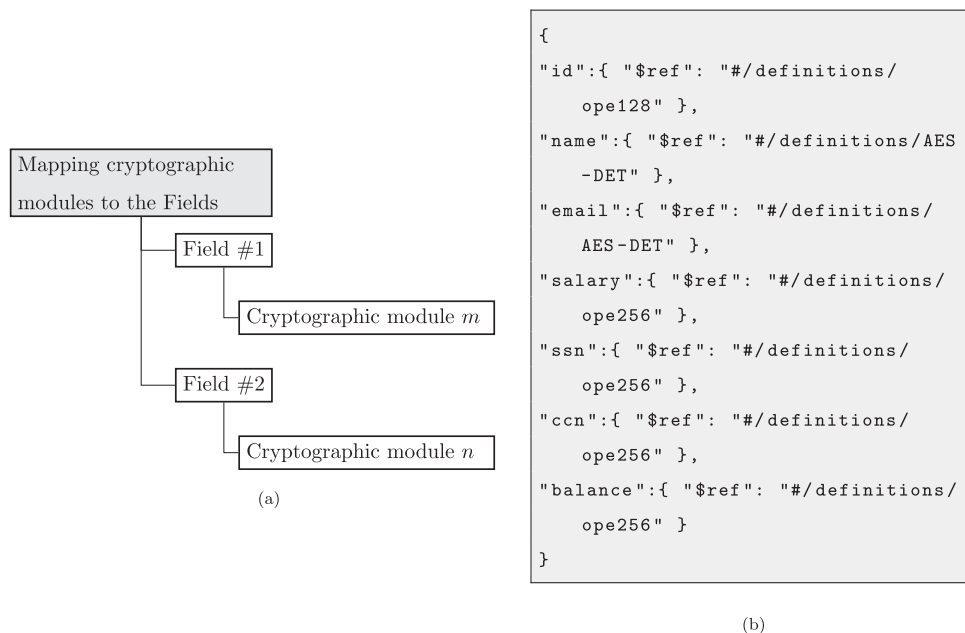 Mapping cryptographic
modules to the Fields
Field #1
Cryptographic module m
Field #2
Cryptographic module n
(a)
{
"id":{ "$ref": "#/definitions/
ope128" },
"name":{ "$ref": "#/definitions/AES
-DET" },
"email":{ "$ref": "#/definitions/
AES-DET" },
"salary":{ "$ref": "#/definitions/
ope256" },
"ssn":{ "$ref": "#/definitions/
ope256" },
"ccn":{ "$ref": "#/definitions/
ope256" },
"balance":{ "$ref": "#/definitions/
ope256" }
}
(b)